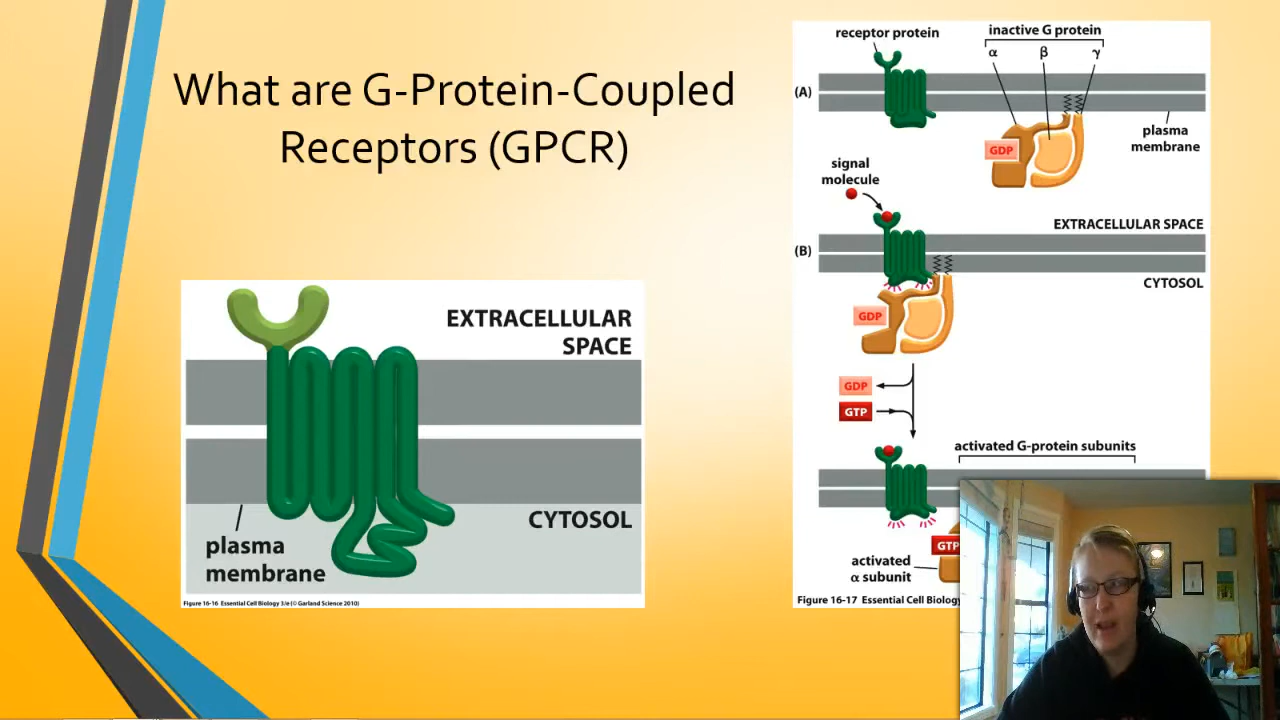 What are G-Protein-Coupled
Receptors (GPCR)
EXTRACELLULAR
SPACE
CYTOSOL
plasma
membrane
Figure 16-16 Essential Cell Biology 3/e (© Garland Science 2010)
receptor protein
inactive G protein
α β γ
(A)
GDP
plasma
membrane
signal
molecule
EXTRACELLULAR SPACE
(B)
CYTOSOL
GDP
GDP
GTP
activated G-protein subunits
GTP
activated
α subunit
Figure 16-17 Essential Cell Biology